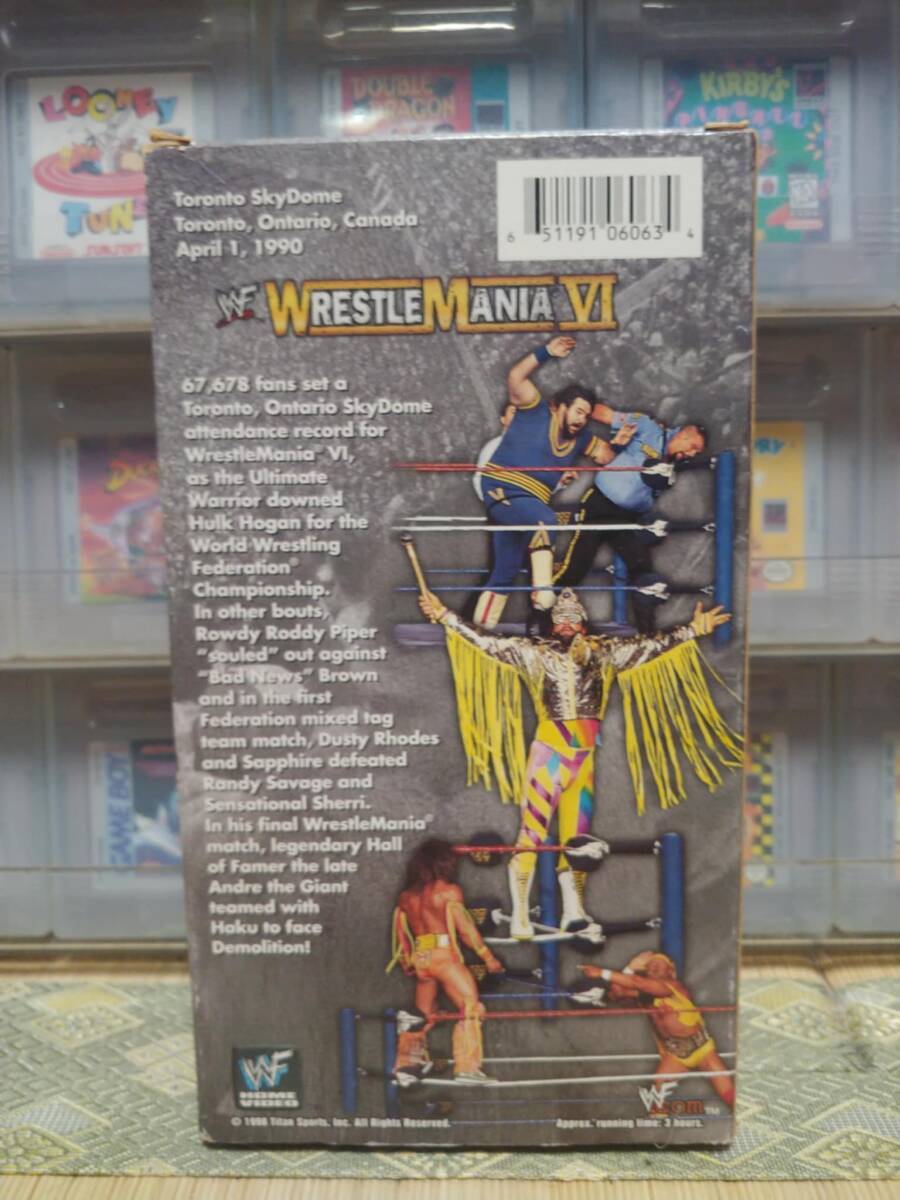 LOONEY
TUNES
SUNSOFT
DOUBLE
DRAGON
KIRBY'S
PINBALL
Toronto SkyDome
Toronto, Ontario, Canada
April 1, 1990
6 51191 06063 4
WF WRESTLEMANIA VI
67,678 fans set a
Toronto, Ontario SkyDome
attendance record for
WrestleMania® VI,
as the Ultimate
Warrior downed
Hulk Hogan for the
World Wrestling
Federation®
Championship.
In other bouts,
Rowdy Roddy Piper
“souled” out against
“Bad News” Brown
and in the first
Federation mixed tag
team match, Dusty Rhodes
and Sapphire defeated
Randy Savage and
Sensational Sherri.
In his final WrestleMania®
match, legendary Hall
of Famer the late
Andre the Giant
teamed with
Haku to face
Demolition!
GAME BOY
WF
HOME
VIDEO
WF
.com™
© 1998 Titan Sports, Inc. All Rights Reserved.
Approx. running time: 3 hours.